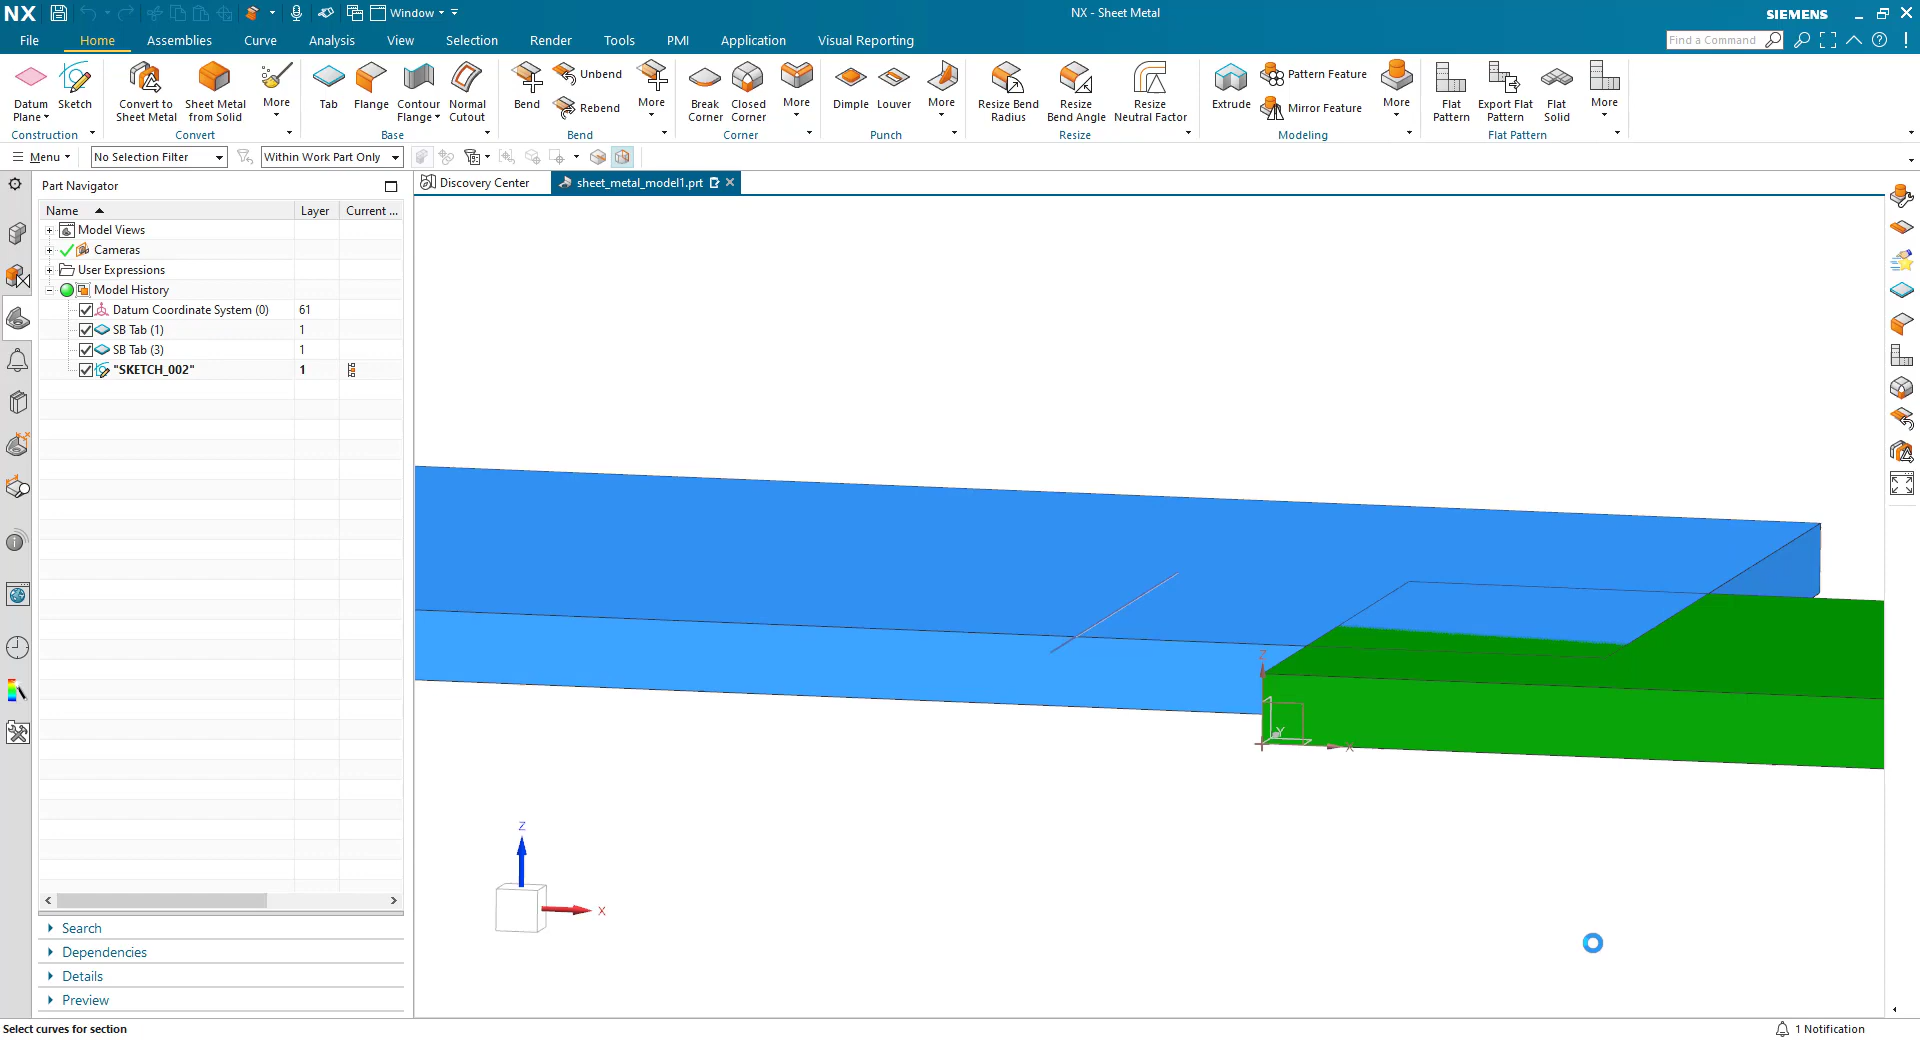 NX
Window
NX - Sheet Metal
SIEMENS
File
Home
Assemblies
Curve
Analysis
View
Selection
Render
Tools
PMI
Application
Visual Reporting
Find a Command
Datum Plane
Sketch
Construction
Convert to Sheet Metal
Sheet Metal from Solid
More
Convert
Tab
Flange
Contour Flange
Normal Cutout
Base
Bend
Unbend
Rebend
More
Bend
Break Corner
Closed Corner
More
Corner
Dimple
Louver
More
Punch
Resize Bend Radius
Resize Bend Angle
Resize Neutral Factor
Resize
Extrude
Pattern Feature
Mirror Feature
More
Modeling
Flat Pattern
Export Flat Pattern
Flat Solid
More
Flat Pattern
Menu
No Selection Filter
Within Work Part Only
Part Navigator
Discovery Center
sheet_metal_model1.prt
Name
Layer
Current ...
Model Views
Cameras
User Expressions
Model History
Datum Coordinate System (0) 61
SB Tab (1) 1
SB Tab (3) 1
"SKETCH_002" 1
Z
Y
X
Z
X
Search
Dependencies
Details
Preview
Select curves for section
1 Notification